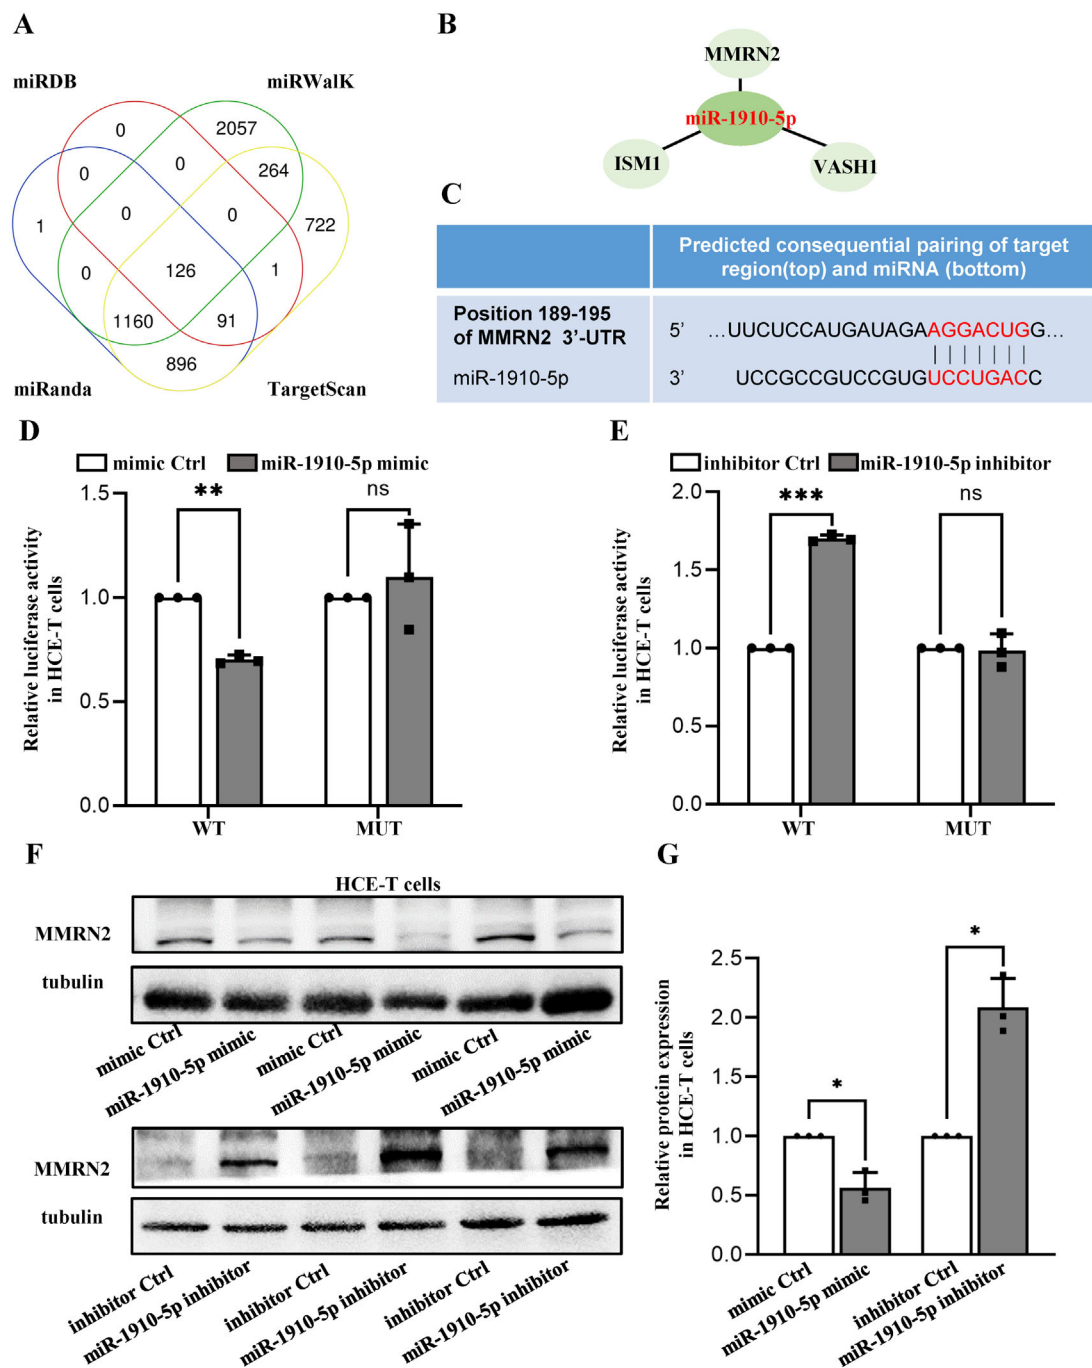 A
miRDB
miRWalK
0
2057
0
0
264
1
0
0
722
0
126
1
1160
91
896
miRanda
TargetScan
B
MMRN2
miR-1910-5p
ISM1
VASH1
C
Predicted consequential pairing of target
region(top) and miRNA (bottom)
Position 189-195
of MMRN2 3'-UTR
5' ...UUCUCCAUGAUAGAAGGACUGG...
miR-1910-5p
3' UCCGCCGUCCGUGUCCUGACC
D
mimic Ctrl
miR-1910-5p mimic
Relative luciferase activity
in HCE-T cells
1.5
1.0
0.5
0.0
**
ns
WT
MUT
E
inhibitor Ctrl
miR-1910-5p inhibitor
Relative luciferase activity
in HCE-T cells
2.0
1.5
1.0
0.5
0.0
***
ns
WT
MUT
F
HCE-T cells
MMRN2
tubulin
mimic Ctrl
miR-1910-5p mimic
mimic Ctrl
miR-1910-5p mimic
mimic Ctrl
miR-1910-5p mimic
MMRN2
tubulin
inhibitor Ctrl
miR-1910-5p inhibitor
inhibitor Ctrl
miR-1910-5p inhibitor
inhibitor Ctrl
miR-1910-5p inhibitor
G
Relative protein expression
in HCE-T cells
2.5
2.0
1.5
1.0
0.5
0.0
*
*
mimic Ctrl
miR-1910-5p mimic
inhibitor Ctrl
miR-1910-5p inhibitor